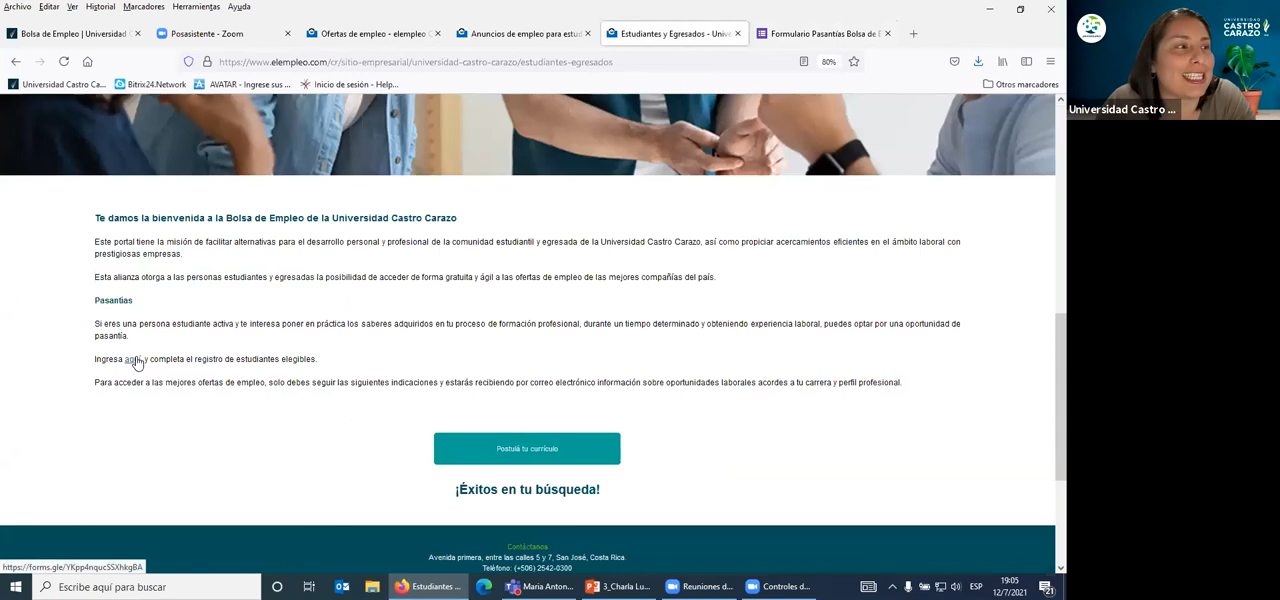 Archivo Editar Ver Historial Marcadores Herramientas Ayuda
Bolsa de Empleo | Universidad C
Posasistente - Zoom
Ofertas de empleo - elempleo C
Anuncios de empleo para estud
Estudiantes y Egresados - Unive
Formulario Pasantías Bolsa de E
https://www.elempleo.com/cr/sitio-empresarial/universidad-castro-carazo/estudiantes-egresados
80%
Universidad Castro Ca...
Bitrix24.Network
AVATAR - Ingrese sus ...
Inicio de sesión - Help...
Otros marcadores
UNIVERSIDAD
CASTRO
CARAZO
Universidad Castro ...
Te damos la bienvenida a la Bolsa de Empleo de la Universidad Castro Carazo
Este portal tiene la misión de facilitar alternativas para el desarrollo personal y profesional de la comunidad estudiantil y egresada de la Universidad Castro Carazo, así como propiciar acercamientos eficientes en el ámbito laboral con
prestigiosas empresas.
Esta alianza otorga a las personas estudiantes y egresadas la posibilidad de acceder de forma gratuita y ágil a las ofertas de empleo de las mejores compañías del país.
Pasantías
Si eres una persona estudiante activa y te interesa poner en práctica los saberes adquiridos en tu proceso de formación profesional, durante un tiempo determinado y obteniendo experiencia laboral, puedes optar por una oportunidad de
pasantía.
Ingresa aquí y completa el registro de estudiantes elegibles.
Para acceder a las mejores ofertas de empleo, solo debes seguir las siguientes indicaciones y estarás recibiendo por correo electrónico información sobre oportunidades laborales acordes a tu carrera y perfil profesional.
Postulá tu currículo
¡Éxitos en tu búsqueda!
Contáctanos
Avenida primera, entre las calles 5 y 7, San José, Costa Rica.
Teléfono: (+506) 2542-0300
https://forms.gle/YKpp4nqucSSXhkgBA
Escribe aquí para buscar
Estudiantes ...
Maria Anton...
3_Charla Lu...
Reuniones d...
Controles d...
ESP
19:05
12/7/2021
21